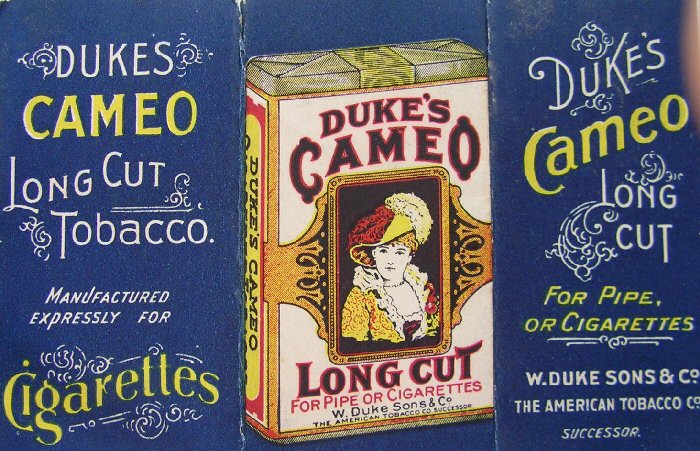 DUKES
CAMEO
LONG CUT
TOBACCO.
MANUFACTURED
EXPRESSLY FOR
Cigarettes
DUKE'S CAMEO
DUKE'S
CAMEO
LONG CUT
FOR PIPE OR CIGARETTES
W. DUKE SONS & Co
THE AMERICAN TOBACCO CO SUCCESSOR
DUKE'S
Cameo
LONG
CUT
FOR PIPE,
OR CIGARETTES
W. DUKE SONS & Co
THE AMERICAN TOBACCO Co
SUCCESSOR.